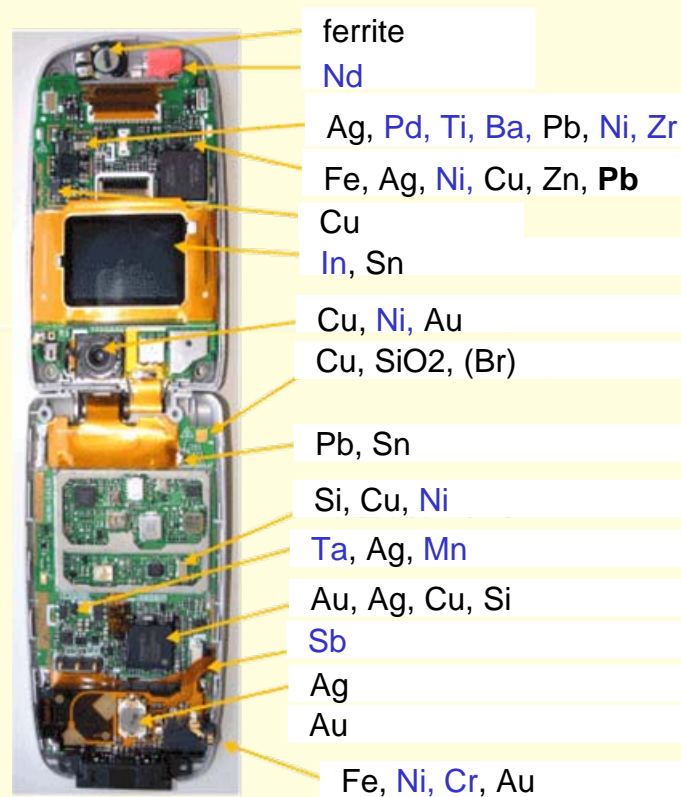 ferrite
Nd
Ag, Pd, Ti, Ba, Pb, Ni, Zr
Fe, Ag, Ni, Cu, Zn, Pb
Cu
In, Sn
Cu, Ni, Au
Cu, SiO2, (Br)
Pb, Sn
Si, Cu, Ni
Ta, Ag, Mn
Au, Ag, Cu, Si
Sb
Ag
Au
Fe, Ni, Cr, Au